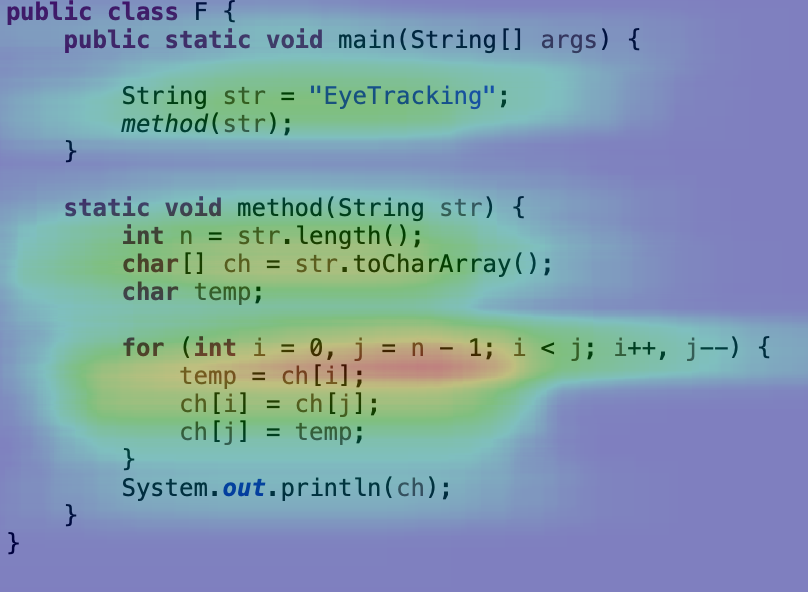 public class F {
    public static void main(String[] args) {
        String str = "EyeTracking";
        method(str);
    }
    static void method(String str) {
        int n = str.length();
        char[] ch = str.toCharArray();
        char temp;
        for (int i = 0, j = n - 1; i < j; i++, j--) {
            temp = ch[i];
            ch[i] = ch[j];
            ch[j] = temp;
        }
        System.out.println(ch);
    }
}